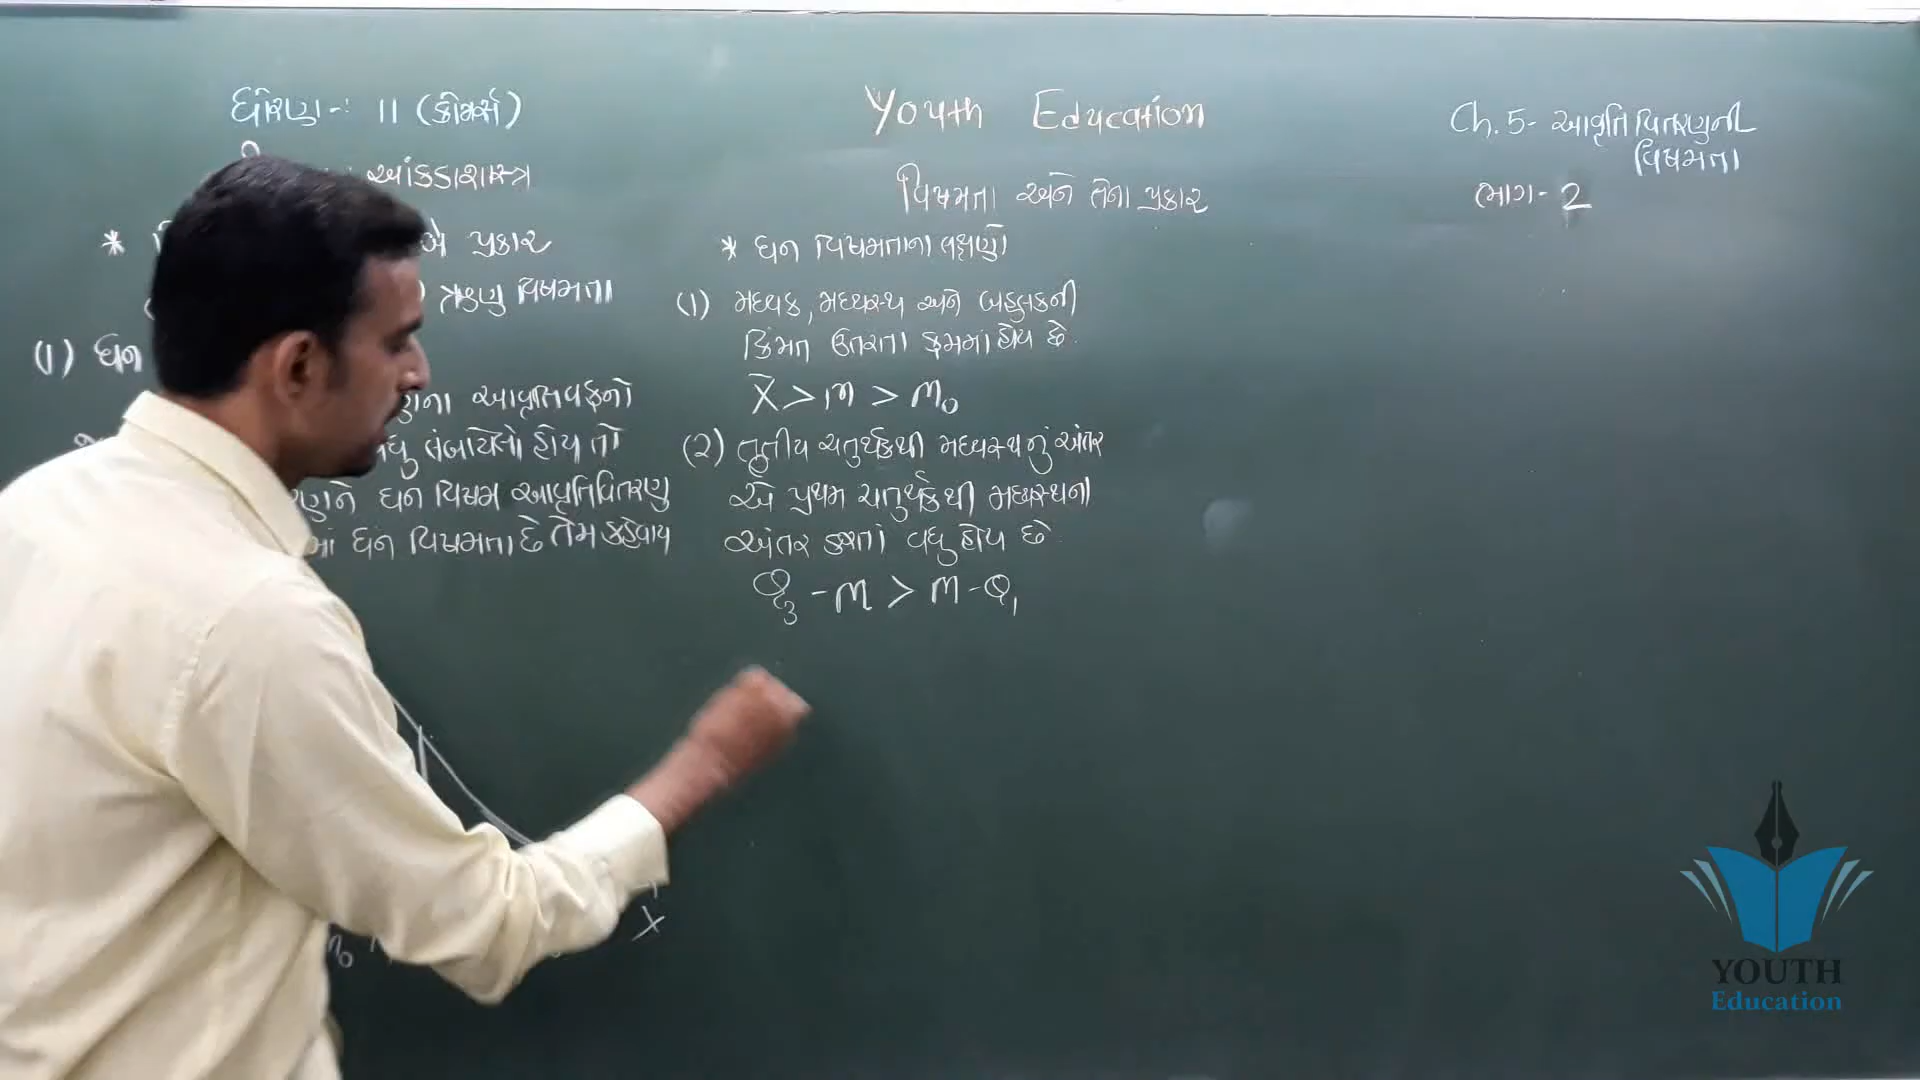 ધોરણ-: 11 (કોમર્સ)
આંકડાશાસ્ત્ર
*
બે પ્રકાર
ત્રઋણ વિષમતા
(1) ધન
આવૃત્તિવક્રનો
વધુ લંબાયેલો હોય તો
ધન વિષમ આવૃત્તિવિતરણ
માં ધન વિષમતા છે તેમ કહેવાય
X
Youth Education
વિષમતા અને તેના પ્રકાર
* ધન વિષમતાના લક્ષણો
(1) મધ્યક, મધ્યસ્થ અને બહુલકની
કિંમત ઉતરતા ક્રમમાં હોય છે.
X̄ > M > M₀
(2) તૃતીય ચતુર્થકથી મધ્યસ્થનું અંતર
એ પ્રથમ ચતુર્થકથી મધ્યસ્થના
અંતર કરતાં વધુ હોય છે.
Q₃ - M > M - Q₁
Ch. 5- આવૃત્તિ વિતરણની
વિષમતા
ભાગ- 2
YOUTH
Education